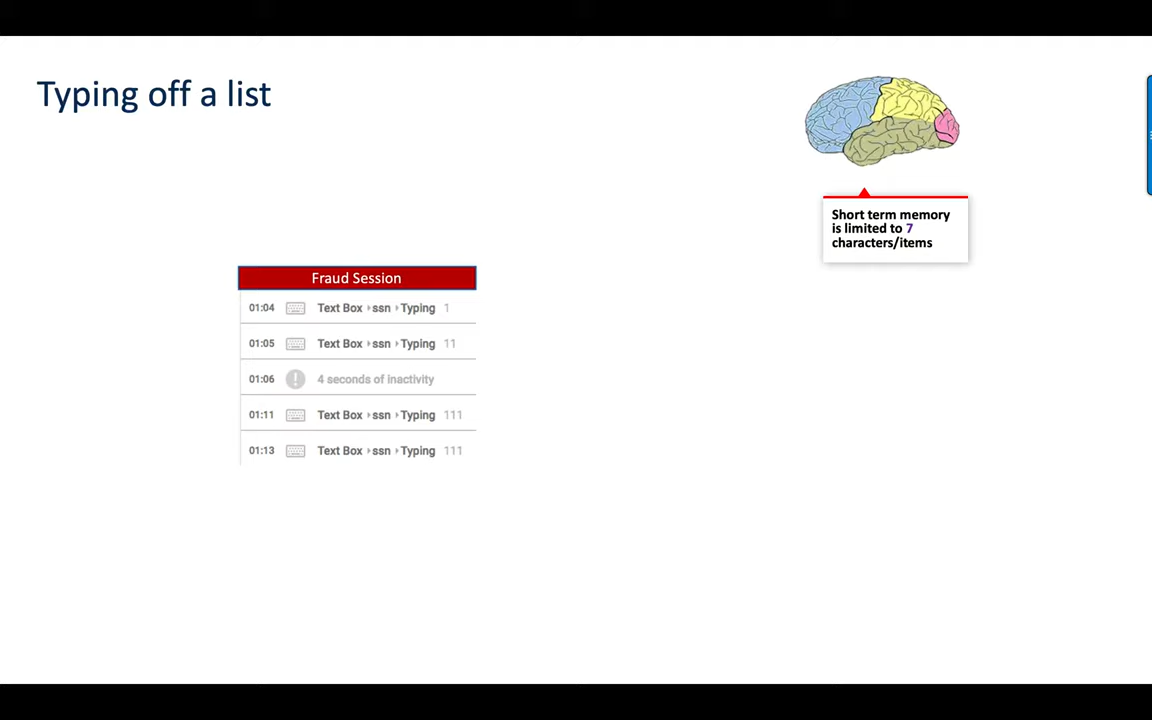 Typing off a list
Short term memory
is limited to 7
characters/items
Fraud Session
01:04 Text Box ssn Typing 1
01:05 Text Box ssn Typing 11
01:06 4 seconds of inactivity
01:11 Text Box ssn Typing 111
01:13 Text Box ssn Typing 111